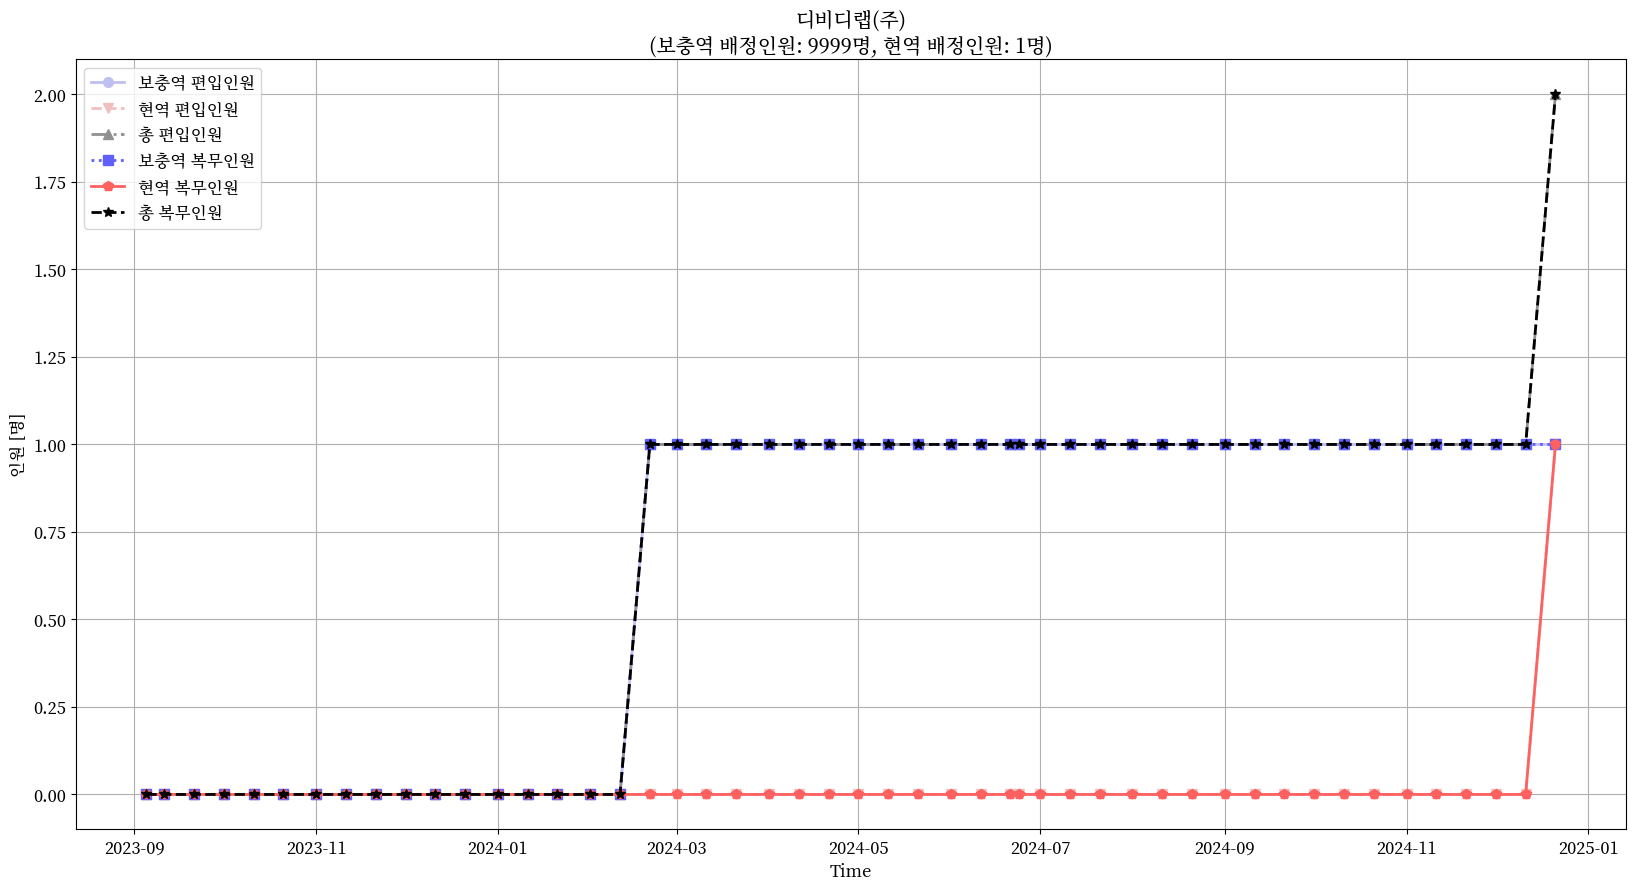 디비디랩(주)
(보충역 배정인원: 9999명, 현역 배정인원: 1명)
보충역 편입인원
현역 편입인원
총 편입인원
보충역 복무인원
현역 복무인원
총 복무인원
2.00
1.75
1.50
1.25
1.00
0.75
0.50
0.25
0.00
인원 [명]
2023-09
2023-11
2024-01
2024-03
2024-05
2024-07
2024-09
2024-11
2025-01
Time